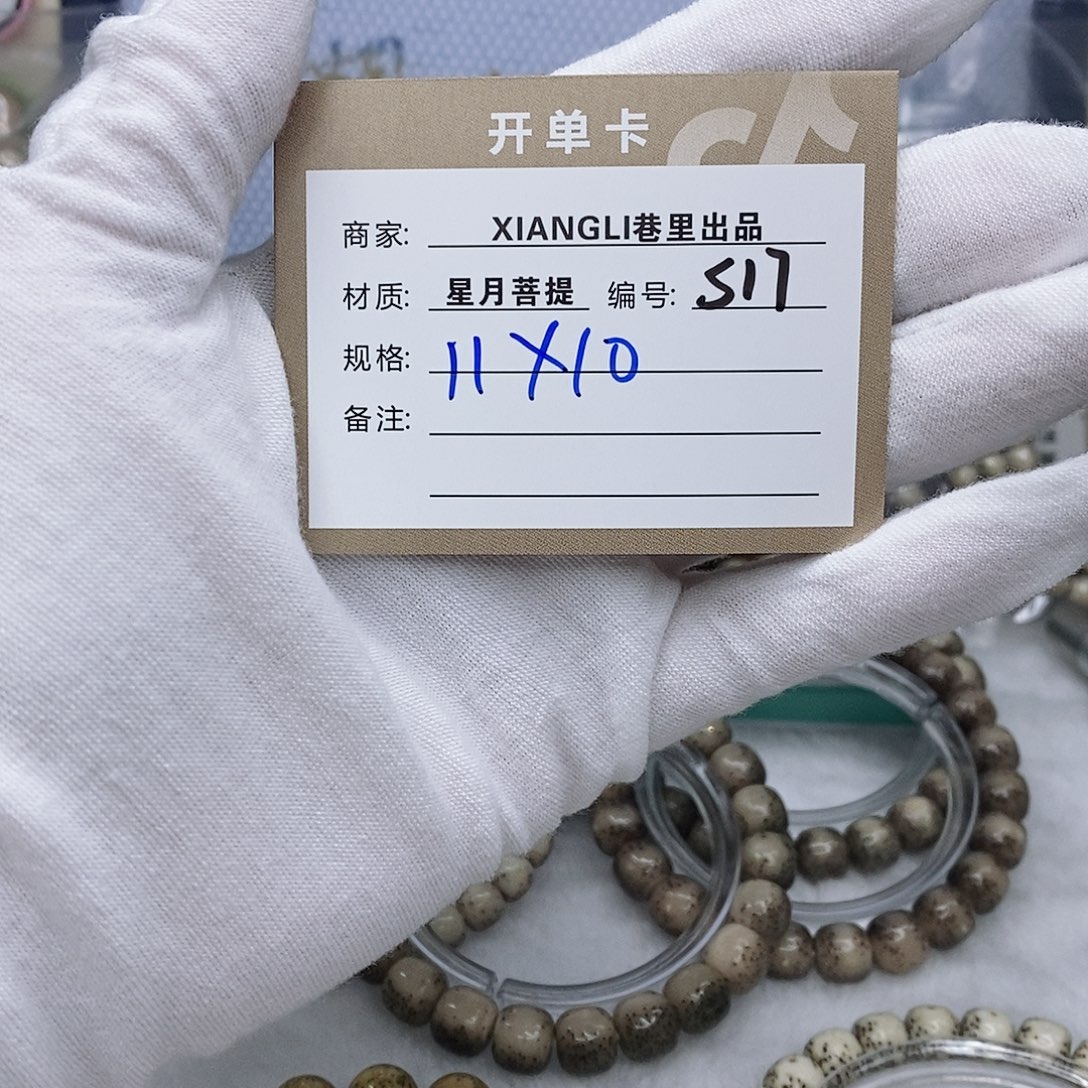 开单卡
商家: XIANGLI巷里出品
材质: 星月菩提 编号: S17
规格: 11X10
备注: